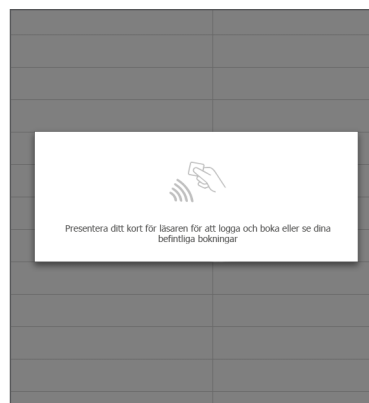 Presentera ditt kort för läsaren för att logga och boka eller se dina
befintliga bokningar